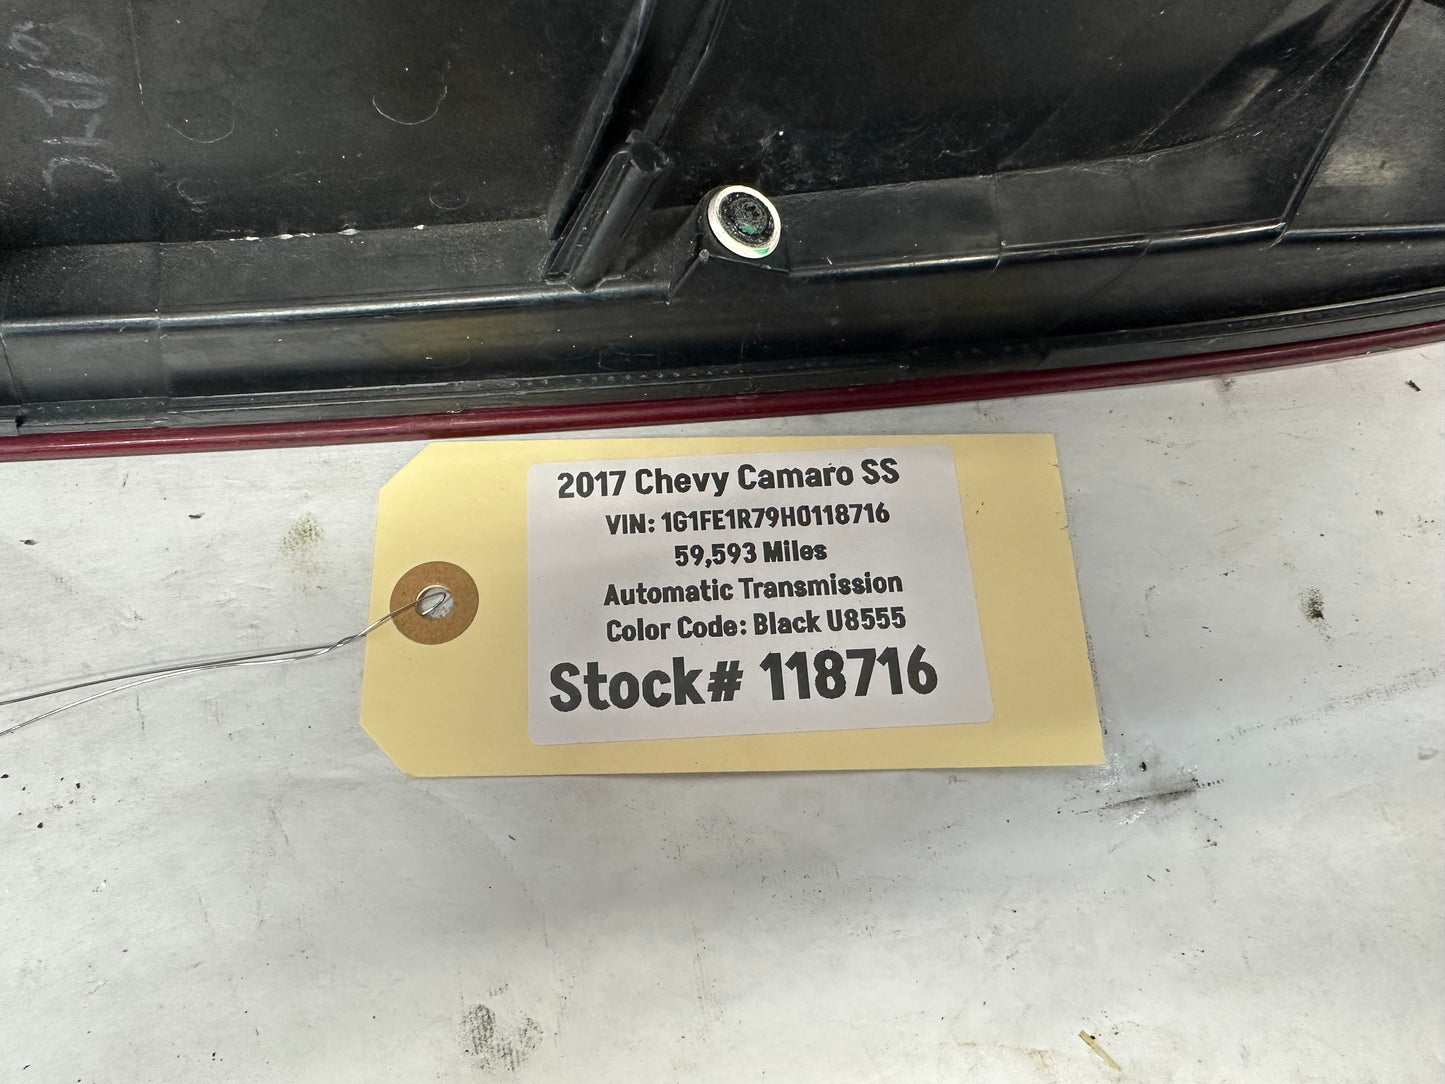 2017 Chevy Camaro SS
VIN: 1G1FE1R79H0118716
59,593 Miles
Automatic Transmission
Color Code: Black U8555
Stock# 118716